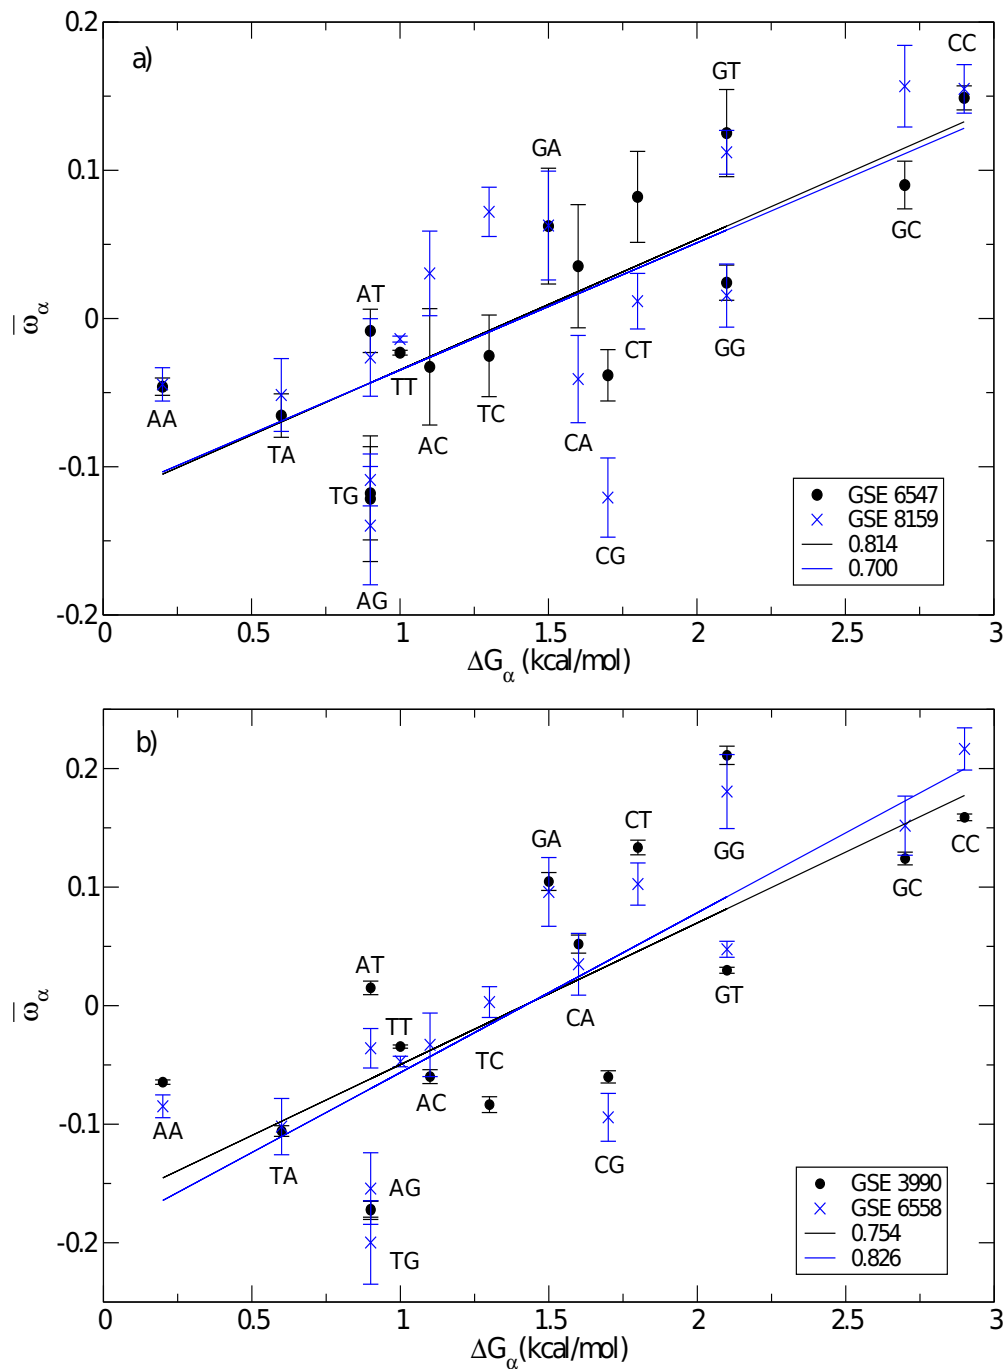 a)
0.2
0.1
0
-0.1
-0.2
ω̅α
AA
TA
AT
TG
AG
TT
AC
TC
GA
CA
CT
CG
GT
GG
GC
CC
GSE 6547
GSE 8159
0.814
0.700
0 0.5 1 1.5 2 2.5 3
ΔGα (kcal/mol)
b)
0.2
0.1
0
-0.1
-0.2
ω̅α
AA
TA
AT
AG
TG
TT
AC
TC
GA
CA
CT
CG
GG
GT
GC
CC
GSE 3990
GSE 6558
0.754
0.826
0 0.5 1 1.5 2 2.5 3
ΔGα(kcal/mol)